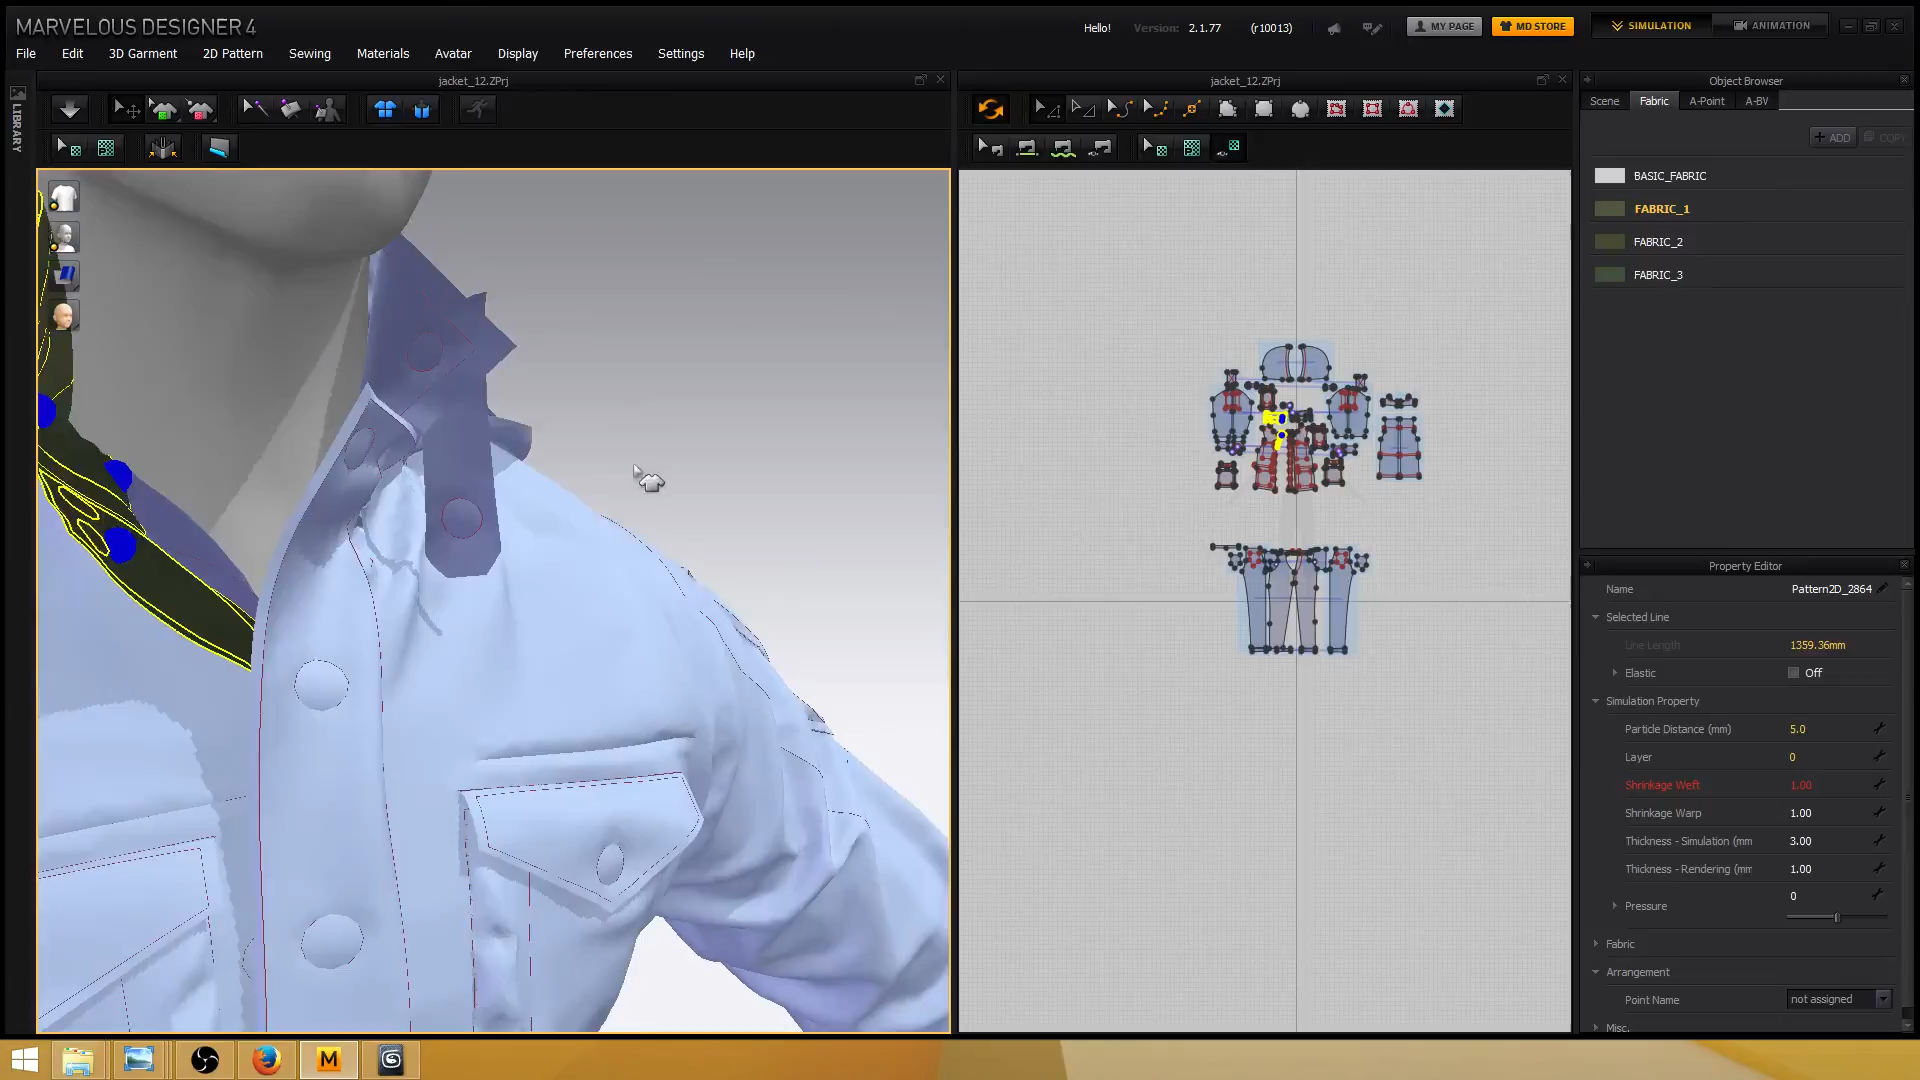 MARVELOUS DESIGNER 4
Hello!
Version: 2.1.77 (r10013)
MY PAGE
MD STORE
SIMULATION
ANIMATION
File Edit 3D Garment 2D Pattern Sewing Materials Avatar Display Preferences Settings Help
jacket_12.ZPrj
jacket_12.ZPrj
Object Browser
LIBRARY
Scene Fabric A-Point A-BV
+ ADD
COPY
BASIC_FABRIC
FABRIC_1
FABRIC_2
FABRIC_3
Property Editor
Name Pattern2D_2864
Selected Line
Line Length 1359.36mm
Elastic Off
Simulation Property
Particle Distance (mm) 5.0
Layer 0
Shrinkage Weft 1.00
Shrinkage Warp 1.00
Thickness - Simulation (mm 3.00
Thickness - Rendering (mm 1.00
0
Pressure
Fabric
Arrangement
Point Name not assigned
Misc.
M